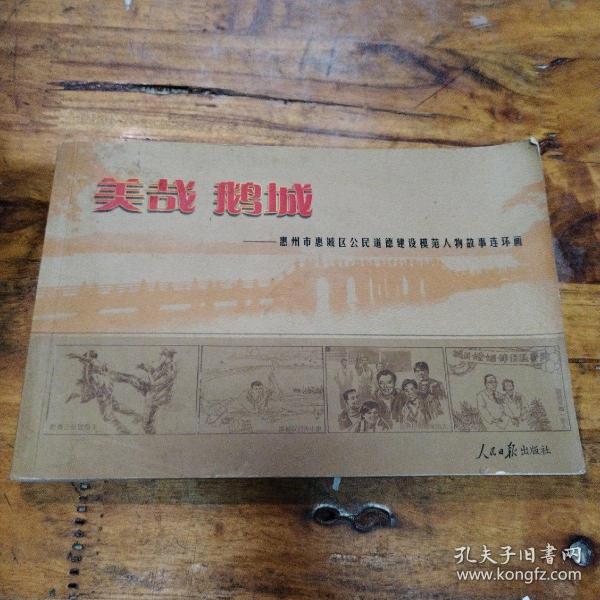 美哉 鹅城
——惠州市惠城区公民道德建设模范人物故事连环画
人民日报出版社
孔夫子旧书网
www.kongfz.com